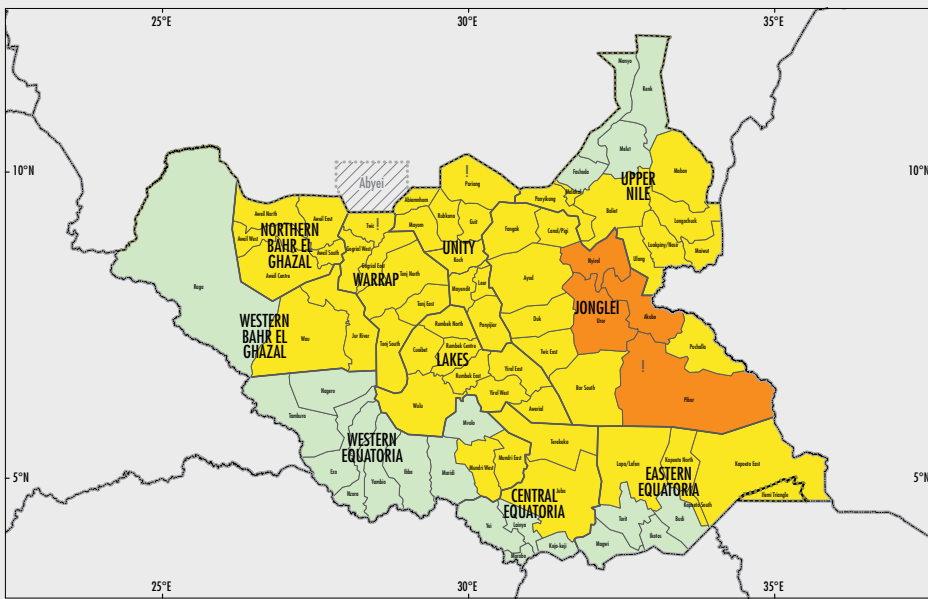 25°E
30°E
35°E
10°N
10°N
5°N
5°N
25°E
30°E
35°E
Manyo
Renk
Melut
Fashoda
Maban
Malakal
UPPER
NILE
Panyikang
Baliet
Longochuk
Luakpiny/Nasir
Maiwut
Ulang
Abyei
!
Pariang
Abiemnhom
Rubkona
Guit
Mayom
UNITY
Koch
Mayendit
Leer
Panyijiar
Aweil North
Aweil East
Aweil West
Aweil South
Aweil Centre
NORTHERN
BAHR EL
GHAZAL
!
Twic
Gogrial West
Gogrial East
Tonj North
WARRAP
Tonj East
Tonj South
Raga
WESTERN
BAHR EL
GHAZAL
Wau
Jur River
Fangak
Canal/Pigi
Ayod
Nyirol
JONGLEI
Uror
Akobo
Duk
Twic East
Pochalla
!
Bor South
Pibor
Rumbek North
Cueibet
Rumbek Centre
LAKES
Rumbek East
Yirol East
Yirol West
Wulu
Awerial
Nagero
Tambura
WESTERN
EQUATORIA
Ezo
Nzara
Yambio
Ibba
Maridi
Mvolo
Mundri East
Mundri West
Terekeka
CENTRAL
EQUATORIA
Juba
Yei
Lainya
Morobo
Kajo-keji
Lopa/Lafon
Kapoeta North
Kapoeta East
EASTERN
EQUATORIA
Kapoeta South
Ilemi Triangle
Torit
Budi
Ikotos
Magwi